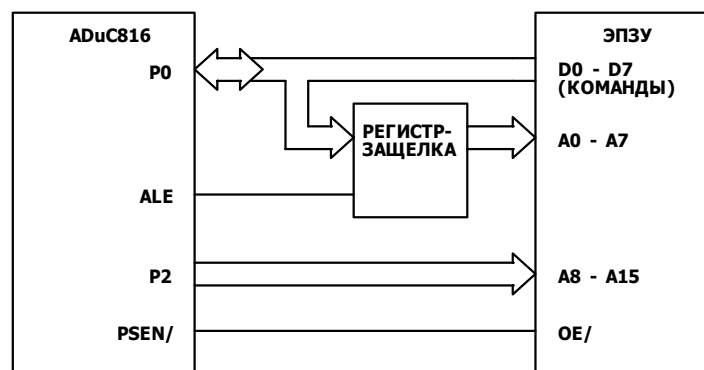 ADuC816
ЭПЗУ
P0
D0 - D7
(КОМАНДЫ)
РЕГИСТР-
ЗАЩЕЛКА
A0 - A7
ALE
P2
A8 - A15
PSEN/
OE/